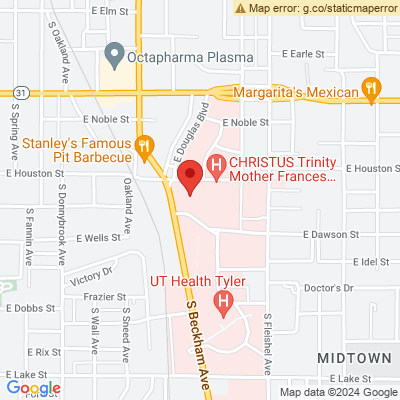 Map error: g.co/staticmaperror
E Elm St
E Earle St
S Oakland Ave
Octapharma Plasma
31
Margarita's Mexican
S Spring Ave
E Noble St
E Noble St
E Douglas Blvd
Stanley's Famous
Pit Barbecue
H
CHRISTUS Trinity
Mother Frances...
E Houston St
E Houston St
Oakland Ave
S Donnybrook Ave
S Fannin Ave
E Wells St
E Dawson St
E Idel St
Victory Dr
UT Health Tyler
Doctor's Dr
Frazier St
H
E Dobbs St
S Wall Ave
S Sneed Ave
S Beckham Ave
S Fleishel Ave
E Rix St
MIDTOWN
E Lake St
E Lake St
Google
Map data ©2024 Google